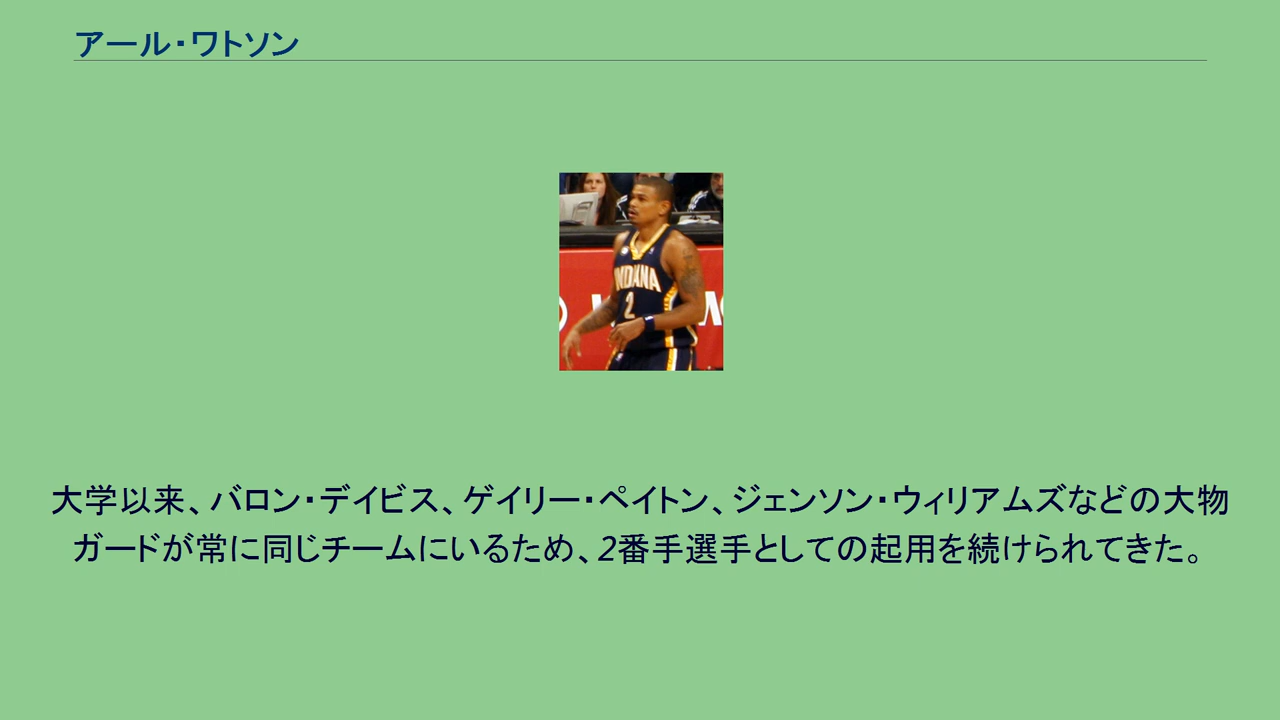 アール・ワトソン
INDIANA
2
大学以来、バロン・デイビス、ゲイリー・ペイトン、ジェンソン・ウィリアムズなどの大物
ガードが常に同じチームにいるため、2番手選手としての起用を続けられてきた。